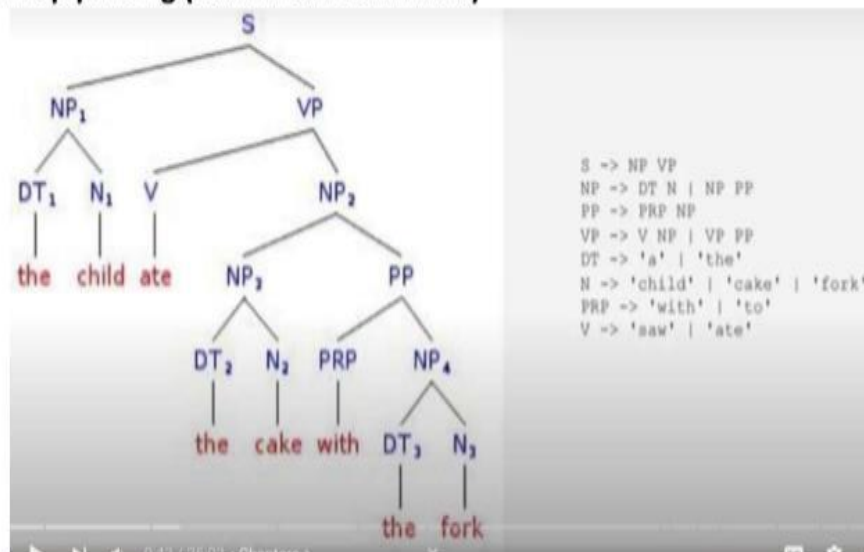 S
NP₁ VP
DT₁ N₁ V NP₂
the child ate NP₃ PP
DT₂ N₂ PRP NP₄
the cake with DT₃ N₃
the fork
S -> NP VP
NP -> DT N | NP PP
PP -> PRP NP
VP -> V NP | VP PP
DT -> 'a' | 'the'
N -> 'child' | 'cake' | 'fork'
PRP -> 'with' | 'to'
V -> 'saw' | 'ate'